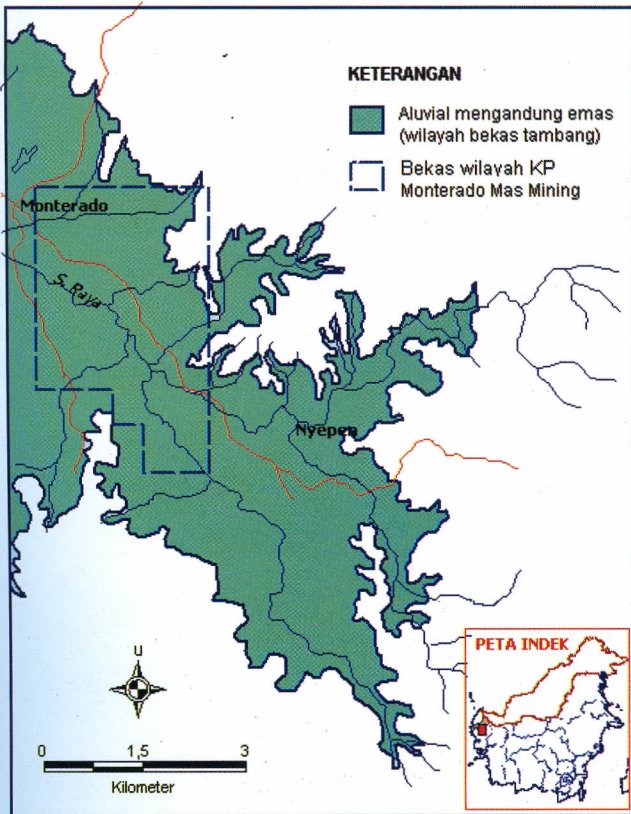 KETERANGAN
Aluvial mengandung emas
(wilayah bekas tambang)
Bekas wilayah KP
Monterado Mas Mining
Monterado
S. Raya
Nyepen
U
0 1,5 3
Kilometer
PETA INDEK